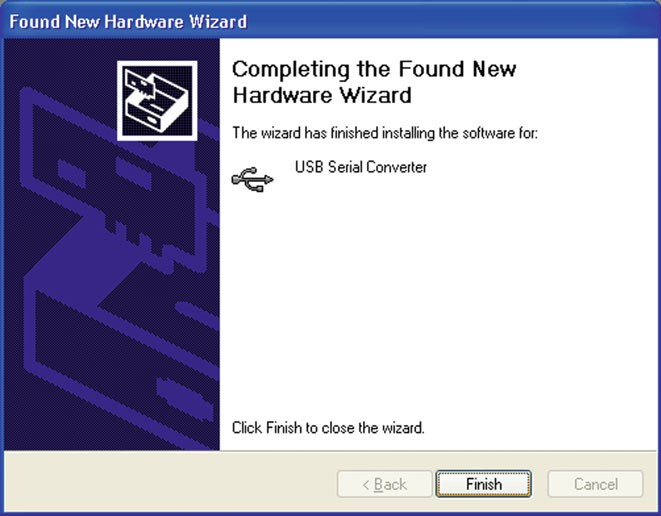 Found New Hardware Wizard
Completing the Found New
Hardware Wizard
The wizard has finished installing the software for:
USB Serial Converter
Click Finish to close the wizard.
< Back
Finish
Cancel